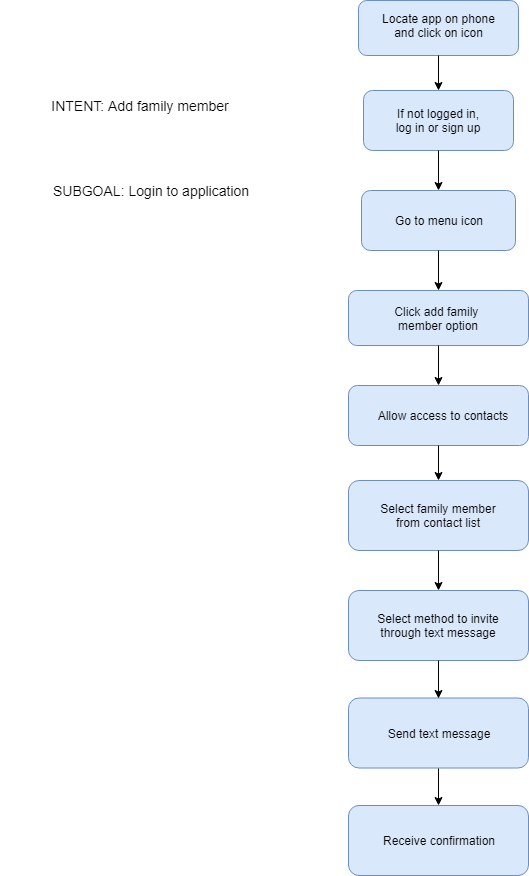 Locate app on phone
and click on icon
INTENT: Add family member
If not logged in,
log in or sign up
SUBGOAL: Login to application
Go to menu icon
Click add family
member option
Allow access to contacts
Select family member
from contact list
Select method to invite
through text message
Send text message
Receive confirmation